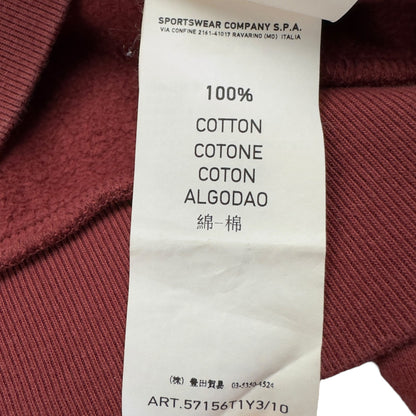 SPORTSWEAR COMPANY S.P.A.
VIA CONFINE 2161-41017 RAVARINO (MO) ITALIA
100%
COTTON
COTONE
COTON
ALGODAO
綿-棉
(株) 豊田貿易 03-5350-4524
ART.57156T1Y3/10